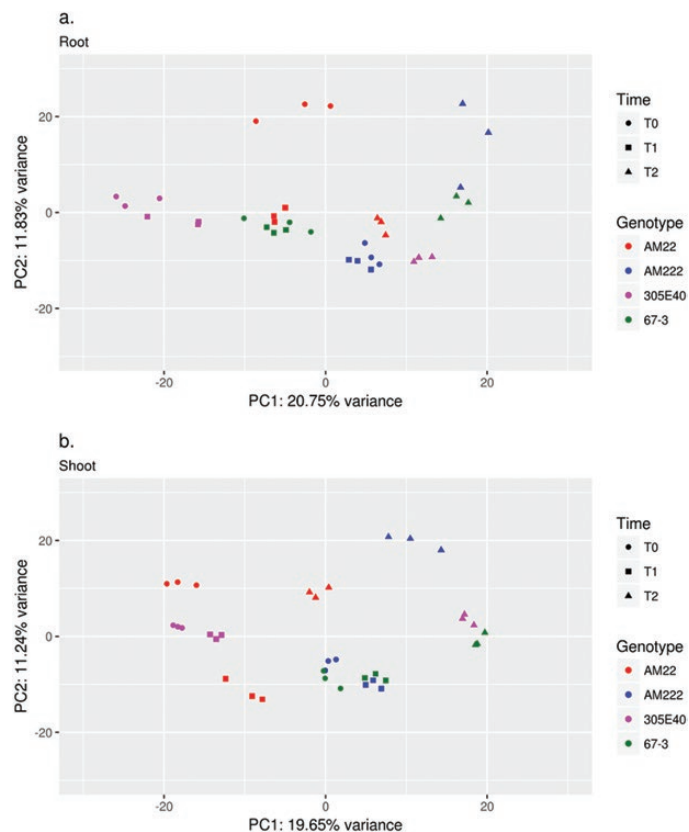 a.
Root
20
0
-20
PC2: 11.83% variance
-20 0 20
PC1: 20.75% variance
Time
T0
T1
T2
Genotype
AM22
AM222
305E40
67-3
b.
Shoot
20
0
-20
PC2: 11.24% variance
-20 0 20
PC1: 19.65% variance
Time
T0
T1
T2
Genotype
AM22
AM222
305E40
67-3